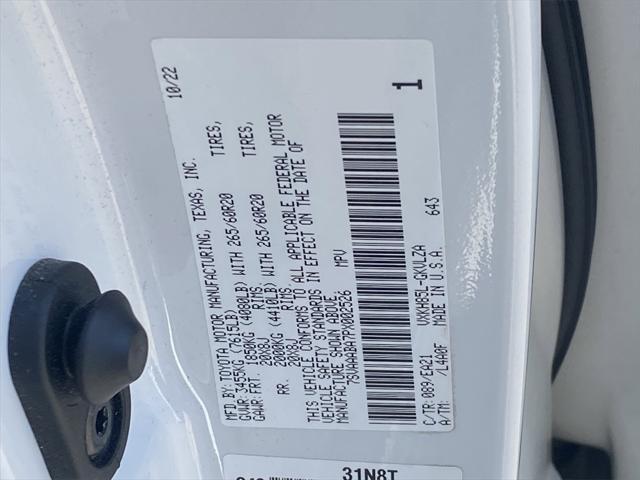 MFD. BY: TOYOTA MOTOR MANUFACTURING, TEXAS, INC. 10/22
GVWR: 3455KG (7615LB)
GAWR: FRT. 1850KG (4080LB) WITH 265/60R20 TIRES,
20X8J RIMS,
RR. 2000KG (4410LB) WITH 265/60R20 TIRES,
20X8J RIMS.
THIS VEHICLE CONFORMS TO ALL APPLICABLE FEDERAL MOTOR
VEHICLE SAFETY STANDARDS IN EFFECT ON THE DATE OF
MANUFACTURE SHOWN ABOVE.
7SVAAABA7PX002526 MPV
1
C/TR: 089/EA21 VXKH85L-GKVLZA 643
A/TM: /L4A0F MADE IN U.S.A.
31N8T